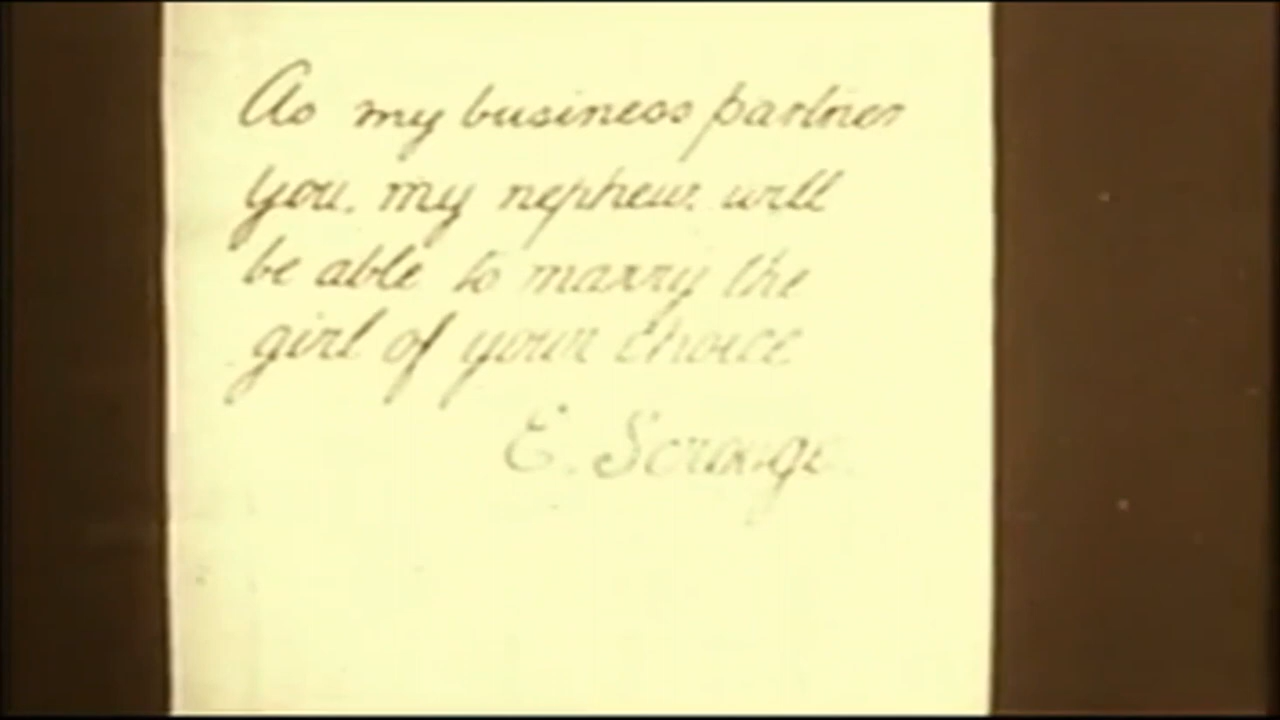 As my business partner
you, my nephew, will
be able to marry the
girl of your choice
E. Scrooge